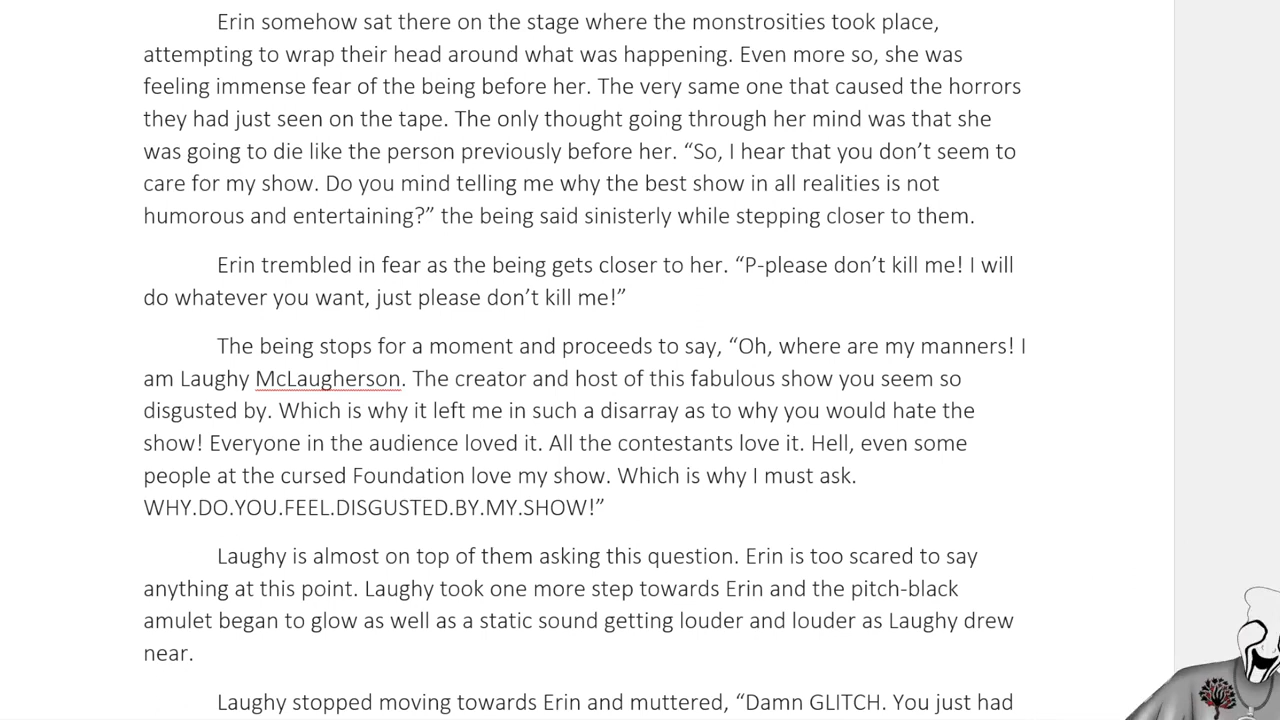 Erin somehow sat there on the stage where the monstrosities took place,
attempting to wrap their head around what was happening. Even more so, she was
feeling immense fear of the being before her. The very same one that caused the horrors
they had just seen on the tape. The only thought going through her mind was that she
was going to die like the person previously before her. “So, I hear that you don’t seem to
care for my show. Do you mind telling me why the best show in all realities is not
humorous and entertaining?” the being said sinisterly while stepping closer to them.
Erin trembled in fear as the being gets closer to her. “P-please don’t kill me! I will
do whatever you want, just please don’t kill me!”
The being stops for a moment and proceeds to say, “Oh, where are my manners! I
am Laughy McLaugherson. The creator and host of this fabulous show you seem so
disgusted by. Which is why it left me in such a disarray as to why you would hate the
show! Everyone in the audience loved it. All the contestants love it. Hell, even some
people at the cursed Foundation love my show. Which is why I must ask.
WHY.DO.YOU.FEEL.DISGUSTED.BY.MY.SHOW!”
Laughy is almost on top of them asking this question. Erin is too scared to say
anything at this point. Laughy took one more step towards Erin and the pitch-black
amulet began to glow as well as a static sound getting louder and louder as Laughy drew
near.
Laughy stopped moving towards Erin and muttered, “Damn GLITCH. You just had